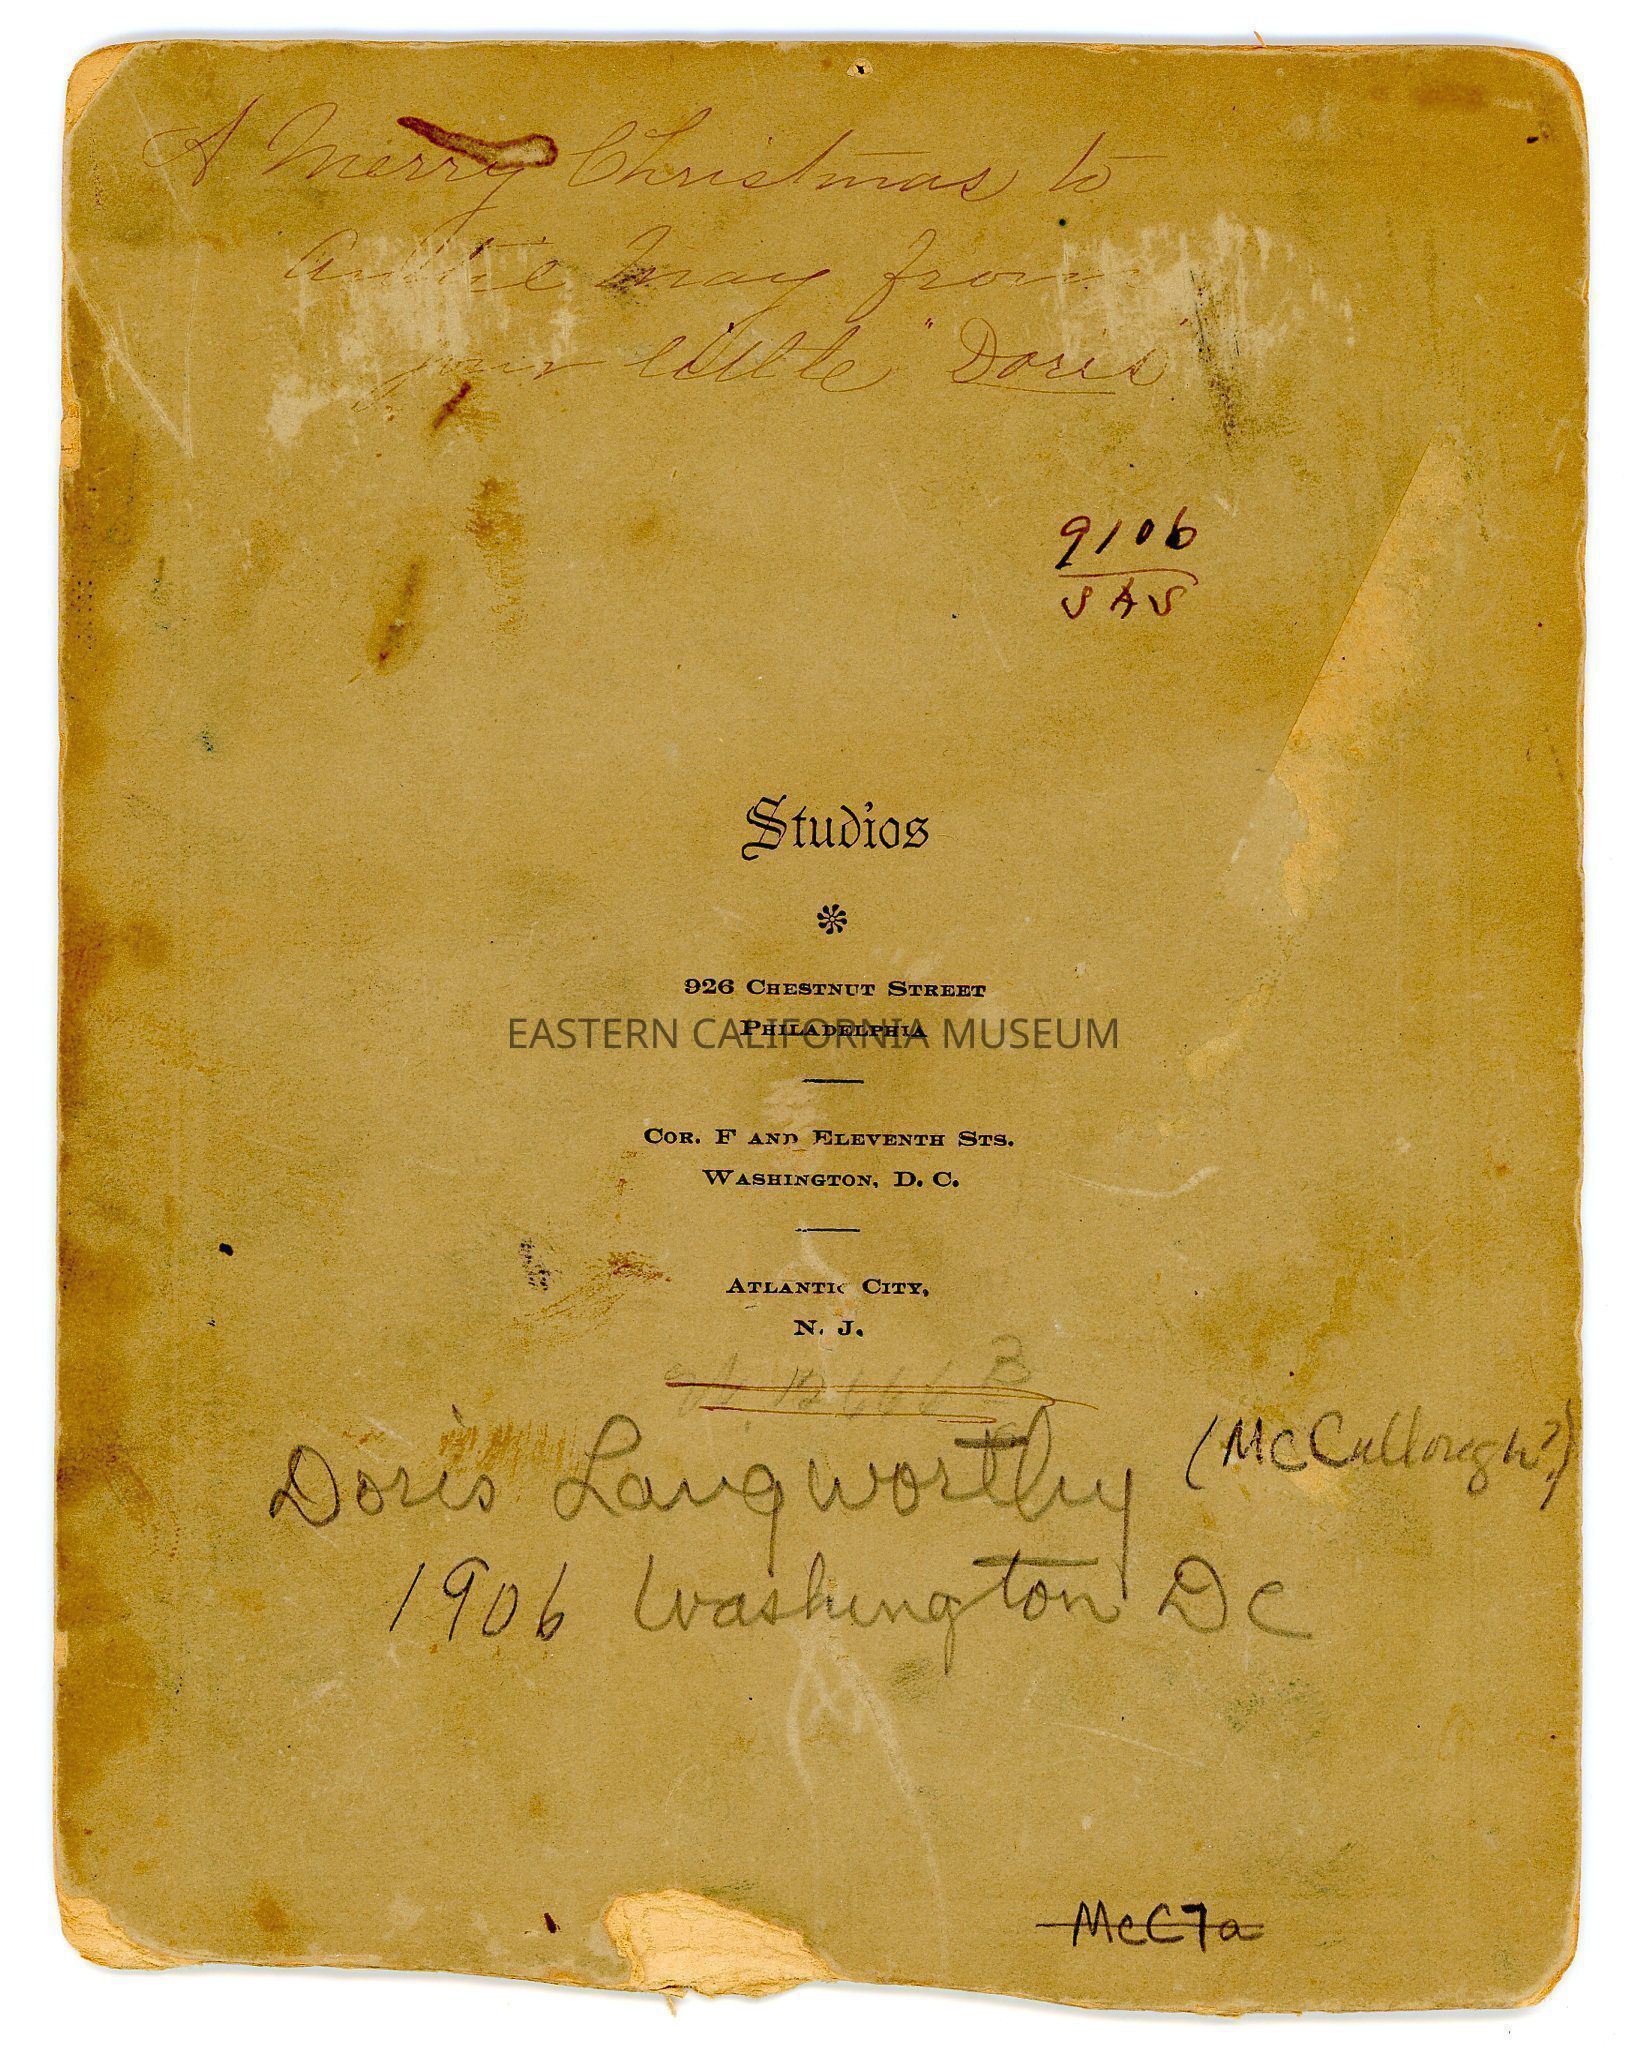 A Merry Christmas to
Auntie May from
your little "Doris"
9106
SAS
Studios
926 Chestnut Street
Philadelphia
EASTERN CALIFORNIA MUSEUM
Cor. F and Eleventh Sts.
Washington, D. C.
Atlantic City,
N. J.
Doris Langworthy (McCullough?)
1906 Washington DC
McC7a